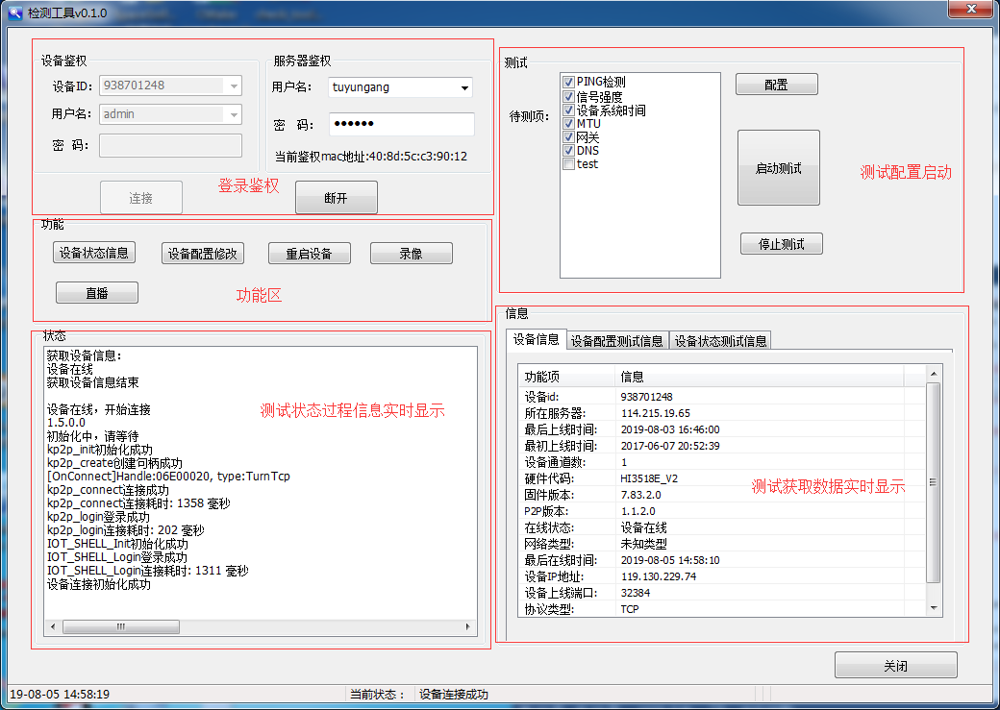 检测工具v0.1.0
设备鉴权
设备ID: 938701248
用户名: admin
密 码:
连接
服务器鉴权
用户名: tuyungang
密 码: ●●●●●●
当前鉴权mac地址:40:8d:5c:c3:90:12
登录鉴权
断开
功能
设备状态信息
设备配置修改
重启设备
录像
直播
功能区
状态
获取设备信息:
设备在线
获取设备信息结束
设备在线，开始连接
1.5.0.0
初始化中，请等待
kp2p_init初始化成功
kp2p_create创建句柄成功
[OnConnect]Handle:06E00020, type:TurnTcp
kp2p_connect连接成功
kp2p_connect连接耗时: 1358 毫秒
kp2p_login登录成功
kp2p_login连接耗时: 202 毫秒
IOT_SHELL_Init初始化成功
IOT_SHELL_Login登录成功
IOT_SHELL_Login连接耗时: 1311 毫秒
设备连接初始化成功
测试状态过程信息实时显示
测试
待测项:
PING检测
信号强度
设备系统时间
MTU
网关
DNS
test
配置
启动测试
停止测试
测试配置启动
信息
设备信息
设备配置测试信息
设备状态测试信息
功能项 信息
设备id: 938701248
所在服务器: 114.215.19.65
最后上线时间: 2019-08-03 16:46:00
最初上线时间: 2017-06-07 20:52:39
设备通道数: 1
硬件代码: HI3518E_V2
固件版本: 7.83.2.0
P2P版本: 1.1.2.0
在线状态: 设备在线
网络类型: 未知类型
最后在线时间: 2019-08-05 14:58:10
设备IP地址: 119.130.229.74
设备上线端口: 32384
协议类型: TCP
测试获取数据实时显示
关闭
19-08-05 14:58:19
当前状态：
设备连接成功